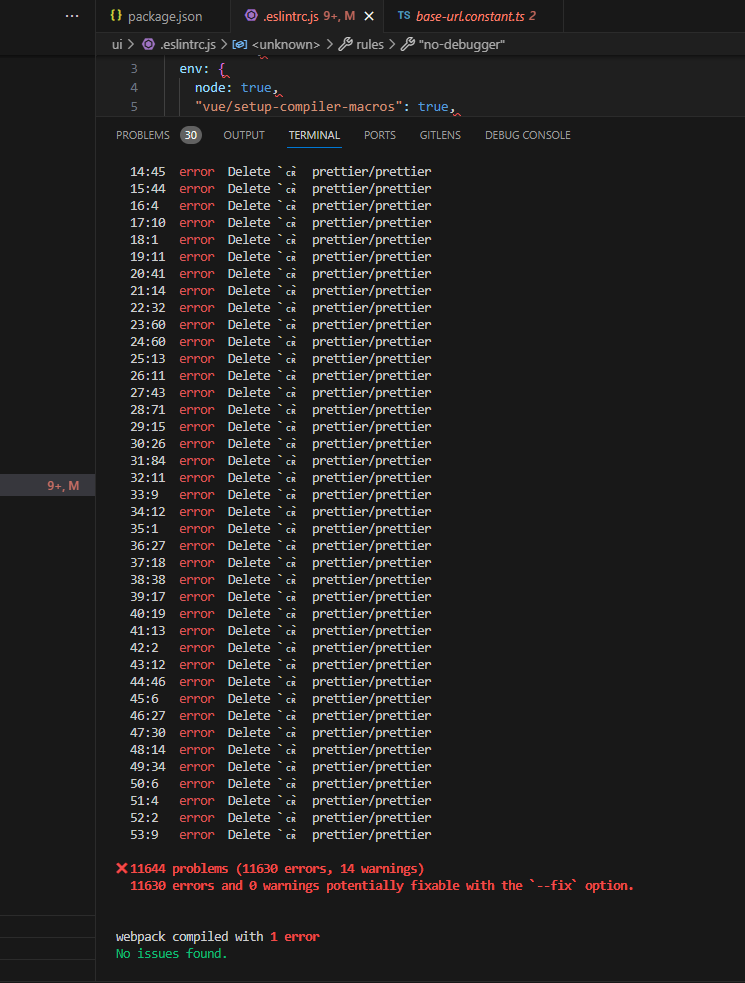 package.json
.eslintrc.js 9+, M
TS base-url.constant.ts 2
ui > .eslintrc.js > <unknown> > rules > "no-debugger"
3 env: {
4 node: true,
5 "vue/setup-compiler-macros": true,
PROBLEMS 30 OUTPUT TERMINAL PORTS GITLENS DEBUG CONSOLE
14:45 error Delete `␍` prettier/prettier
15:44 error Delete `␍` prettier/prettier
16:4 error Delete `␍` prettier/prettier
17:10 error Delete `␍` prettier/prettier
18:1 error Delete `␍` prettier/prettier
19:11 error Delete `␍` prettier/prettier
20:41 error Delete `␍` prettier/prettier
21:14 error Delete `␍` prettier/prettier
22:32 error Delete `␍` prettier/prettier
23:60 error Delete `␍` prettier/prettier
24:60 error Delete `␍` prettier/prettier
25:13 error Delete `␍` prettier/prettier
26:11 error Delete `␍` prettier/prettier
27:43 error Delete `␍` prettier/prettier
28:71 error Delete `␍` prettier/prettier
29:15 error Delete `␍` prettier/prettier
30:26 error Delete `␍` prettier/prettier
31:84 error Delete `␍` prettier/prettier
32:11 error Delete `␍` prettier/prettier
9+, M
33:9 error Delete `␍` prettier/prettier
34:12 error Delete `␍` prettier/prettier
35:1 error Delete `␍` prettier/prettier
36:27 error Delete `␍` prettier/prettier
37:18 error Delete `␍` prettier/prettier
38:38 error Delete `␍` prettier/prettier
39:17 error Delete `␍` prettier/prettier
40:19 error Delete `␍` prettier/prettier
41:13 error Delete `␍` prettier/prettier
42:2 error Delete `␍` prettier/prettier
43:12 error Delete `␍` prettier/prettier
44:46 error Delete `␍` prettier/prettier
45:6 error Delete `␍` prettier/prettier
46:27 error Delete `␍` prettier/prettier
47:30 error Delete `␍` prettier/prettier
48:14 error Delete `␍` prettier/prettier
49:34 error Delete `␍` prettier/prettier
50:6 error Delete `␍` prettier/prettier
51:4 error Delete `␍` prettier/prettier
52:2 error Delete `␍` prettier/prettier
53:9 error Delete `␍` prettier/prettier
❌ 11644 problems (11630 errors, 14 warnings)
11630 errors and 0 warnings potentially fixable with the `--fix` option.
webpack compiled with 1 error
No issues found.